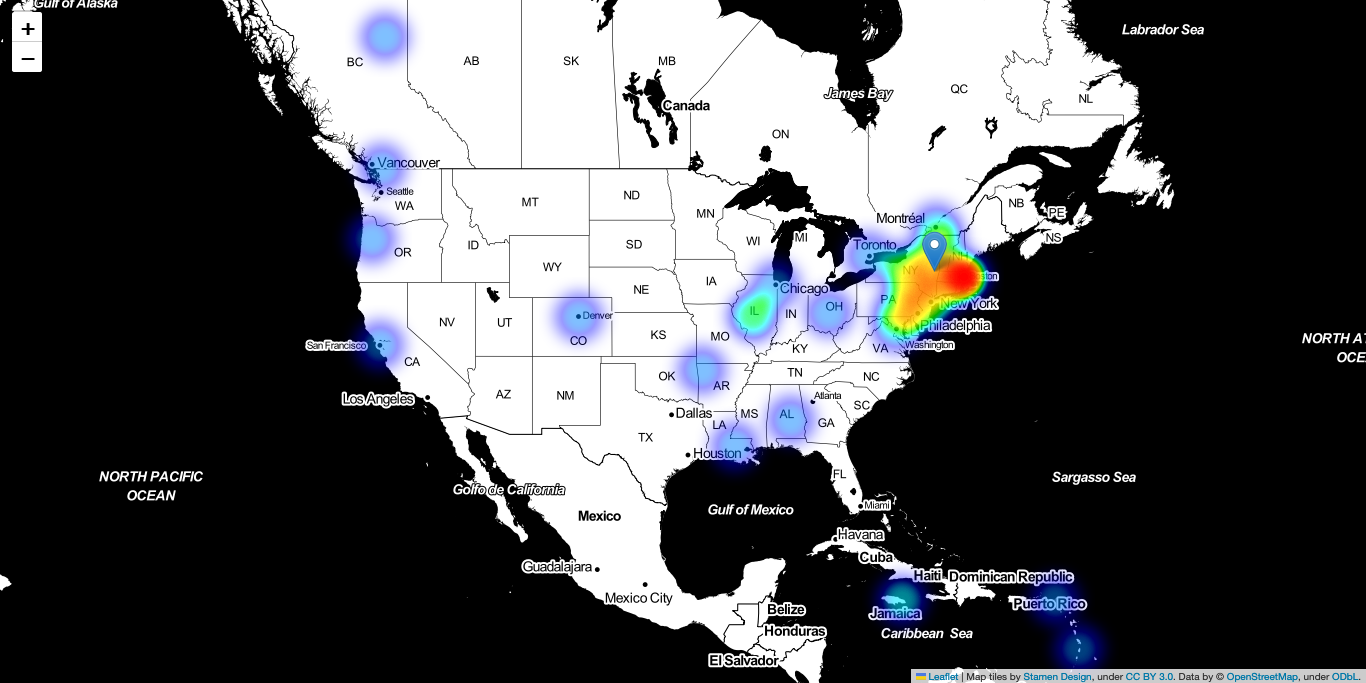 Gulf of Alaska
+
−
Labrador Sea
BC
AB
SK
MB
James Bay
QC
NL
Canada
ON
Vancouver
Seattle
WA
MT
ND
MN
NB
PE
NS
Montréal
OR
ID
SD
WI
MI
Toronto
NY
NH
WY
IA
NE
Chicago
PA
New York
NV
UT
Denver
CO
KS
MO
IL
IN
OH
Philadelphia
San Francisco
CA
KY
VA
Washington
NORTH
AZ
NM
OK
AR
TN
NC
Los Angeles
Dallas
LA
MS
AL
Atlanta
GA
SC
TX
Houston
FL
NORTH PACIFIC
OCEAN
Golfo de California
Gulf of Mexico
Sargasso Sea
Mexico
Miami
Havana
Cuba
Guadalajara
Haiti
Dominican Republic
Mexico City
Belize
Jamaica
Puerto Rico
Honduras
Caribbean Sea
El Salvador
Leaflet | Map tiles by Stamen Design, under CC BY 3.0. Data by © OpenStreetMap, under ODbL.